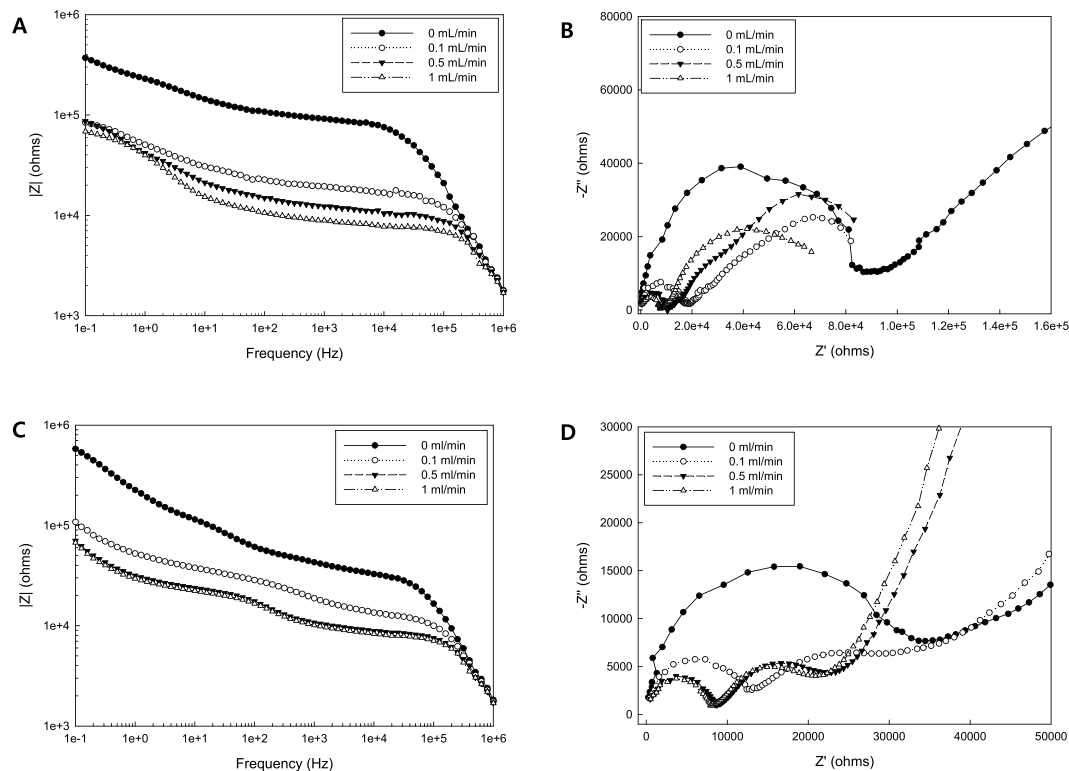 A
1e+6
1e+5
1e+4
1e+3
|Z| (ohms)
0 mL/min
0.1 mL/min
0.5 mL/min
1 mL/min
1e-1 1e+0 1e+1 1e+2 1e+3 1e+4 1e+5 1e+6
Frequency (Hz)
B
-80000
-60000
-40000
-20000
0
-Z" (ohms)
0 mL/min
0.1 mL/min
0.5 mL/min
1 mL/min
0.0 2.0e+4 4.0e+4 6.0e+4 8.0e+4 1.0e+5 1.2e+5 1.4e+5 1.6e+5
Z' (ohms)
C
1e+6
1e+5
1e+4
1e+3
|Z| (ohms)
0 ml/min
0.1 ml/min
0.5 ml/min
1 ml/min
1e-1 1e+0 1e+1 1e+2 1e+3 1e+4 1e+5 1e+6
Frequency (Hz)
D
30000
25000
20000
15000
10000
5000
0
-Z" (ohms)
0 ml/min
0.1 ml/min
0.5 ml/min
1 ml/min
0 10000 20000 30000 40000 50000
Z' (ohms)